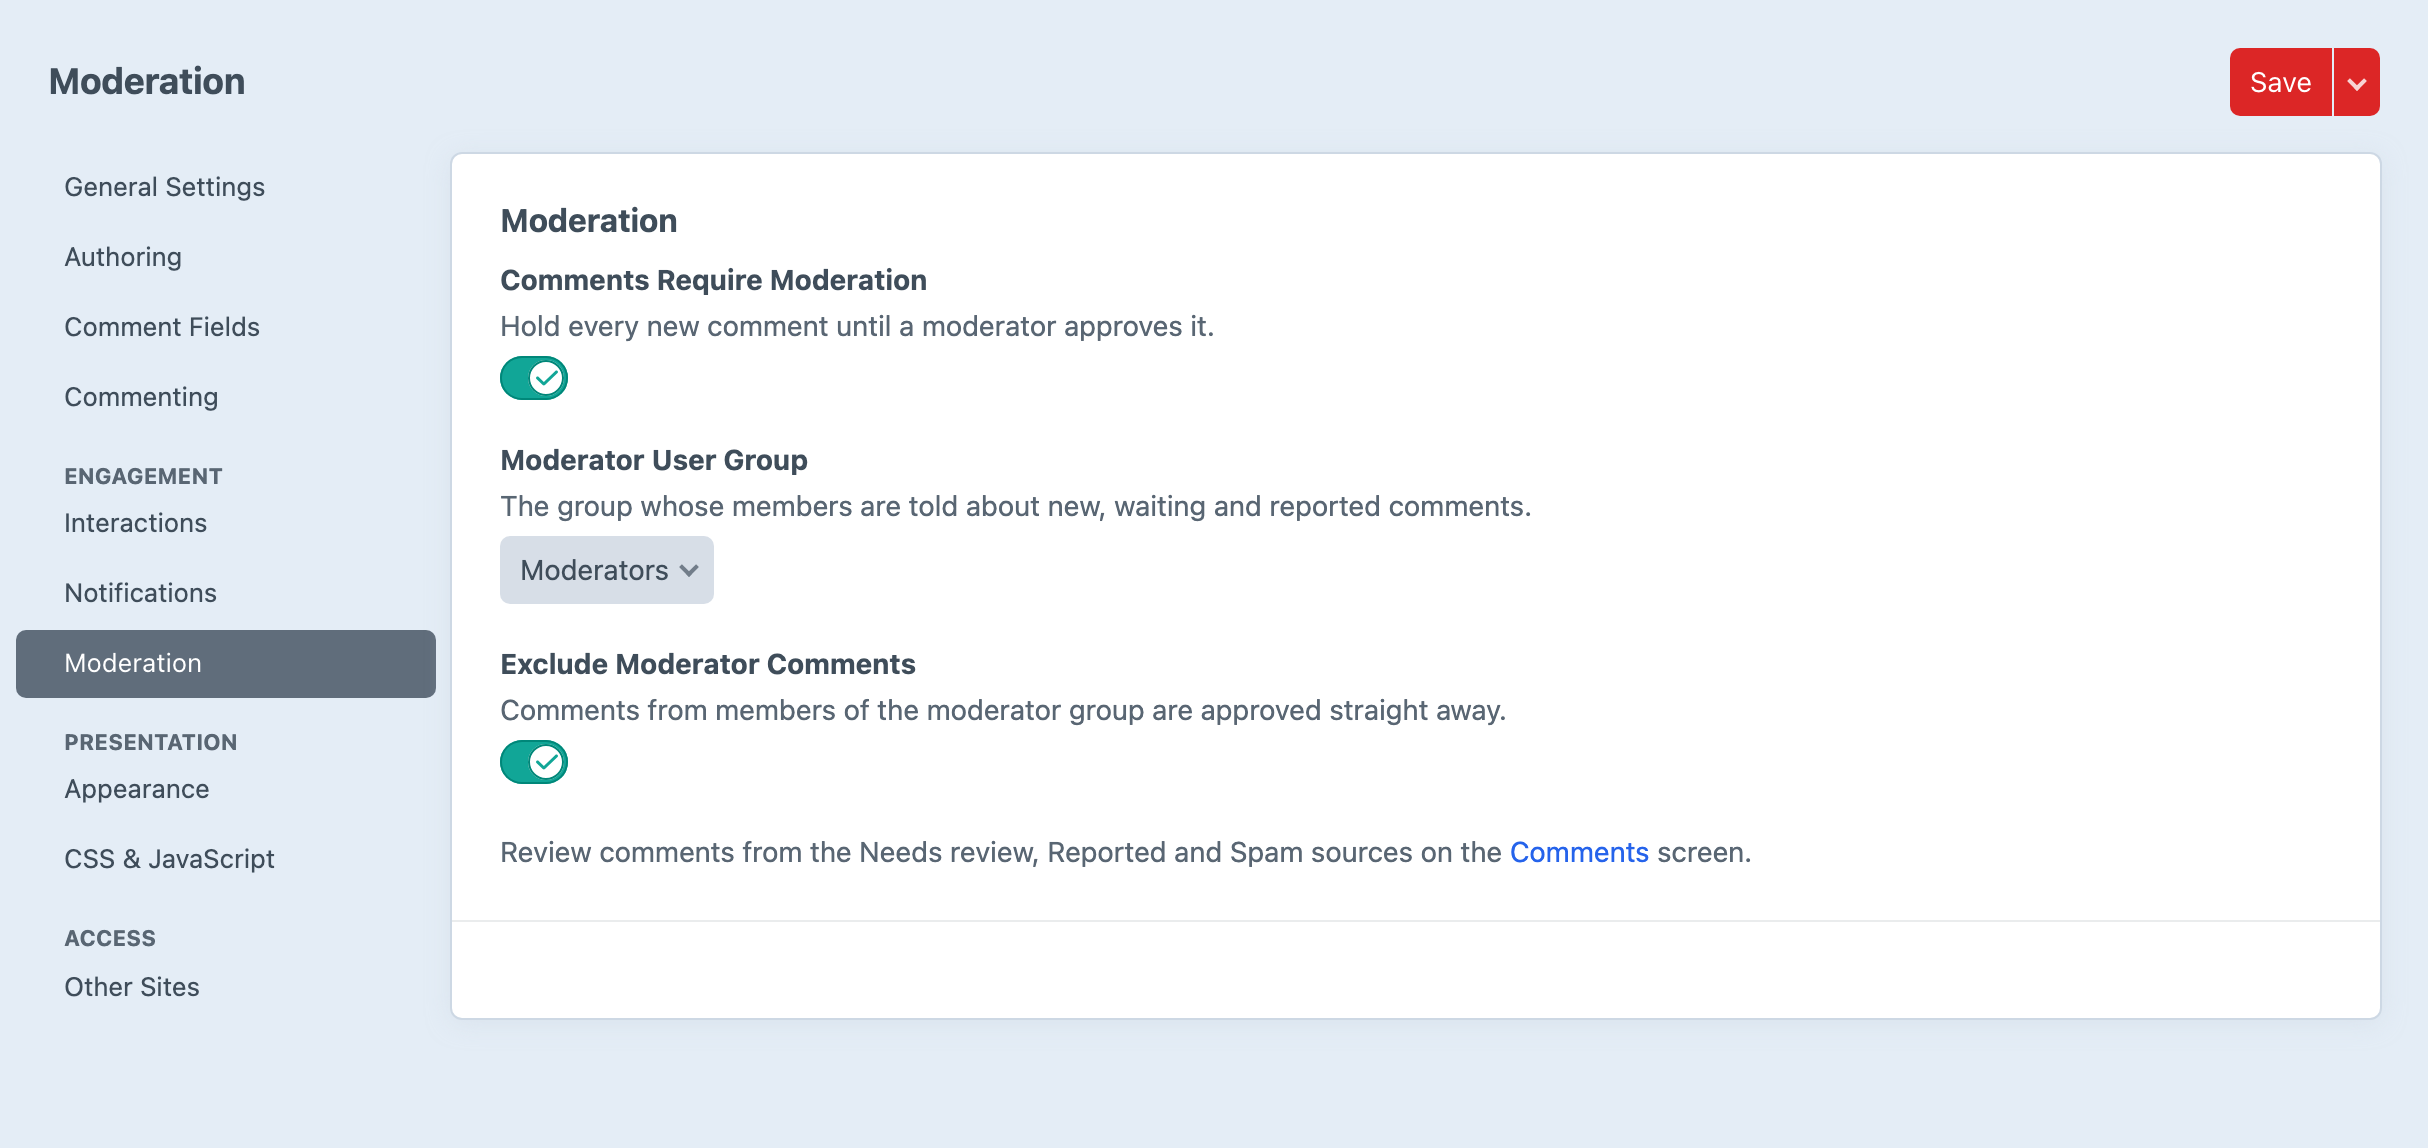 Moderation
Save
General Settings
Authoring
Comment Fields
Commenting
ENGAGEMENT
Interactions
Notifications
Moderation
PRESENTATION
Appearance
CSS & JavaScript
ACCESS
Other Sites
Moderation
Comments Require Moderation
Hold every new comment until a moderator approves it.
Moderator User Group
The group whose members are told about new, waiting and reported comments.
Moderators
Exclude Moderator Comments
Comments from members of the moderator group are approved straight away.
Review comments from the Needs review, Reported and Spam sources on the Comments screen.